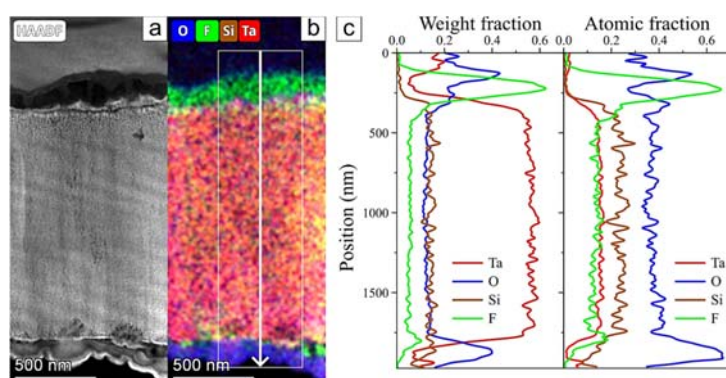 HAADF
a
500 nm
O F Si Ta
b
500 nm
c
Weight fraction
Atomic fraction
0.0 0.2 0.4 0.6
0.0 0.2 0.4 0.6
Position (nm)
0
500
1000
1500
Ta
O
Si
F
Ta
O
Si
F